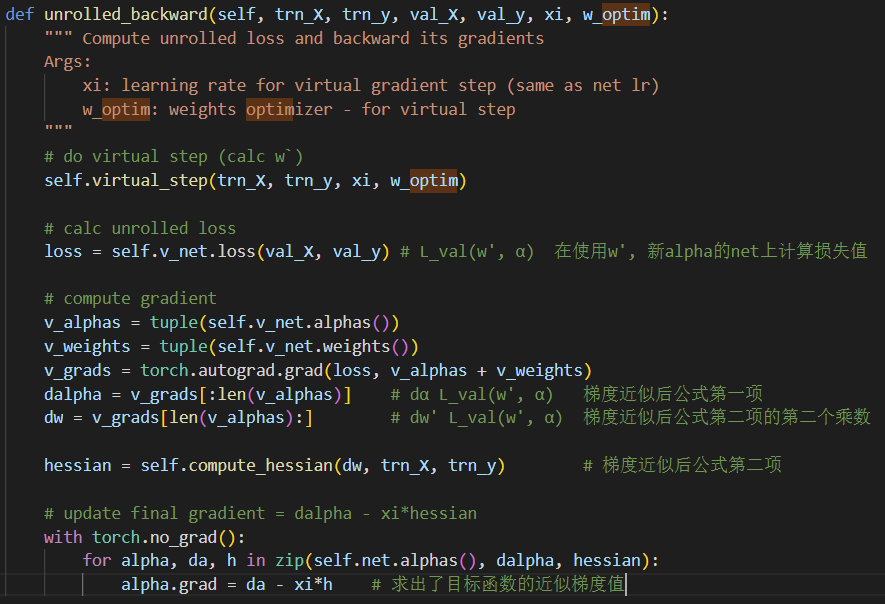 def unrolled_backward(self, trn_X, trn_y, val_X, val_y, xi, w_optim):
    """ Compute unrolled loss and backward its gradients
    Args:
        xi: learning rate for virtual gradient step (same as net lr)
        w_optim: weights optimizer - for virtual step
    """
    # do virtual step (calc w`)
    self.virtual_step(trn_X, trn_y, xi, w_optim)

    # calc unrolled loss
    loss = self.v_net.loss(val_X, val_y) # L_val(w', α)  在使用w', 新alpha的net上计算损失值

    # compute gradient
    v_alphas = tuple(self.v_net.alphas())
    v_weights = tuple(self.v_net.weights())
    v_grads = torch.autograd.grad(loss, v_alphas + v_weights)
    dalpha = v_grads[:len(v_alphas)]    # dα L_val(w', α)   梯度近似后公式第一项
    dw = v_grads[len(v_alphas):]        # dw' L_val(w', α)  梯度近似后公式第二项的第二个乘数

    hessian = self.compute_hessian(dw, trn_X, trn_y)        # 梯度近似后公式第二项

    # update final gradient = dalpha - xi*hessian
    with torch.no_grad():
        for alpha, da, h in zip(self.net.alphas(), dalpha, hessian):
            alpha.grad = da - xi*h    # 求出了目标函数的近似梯度值